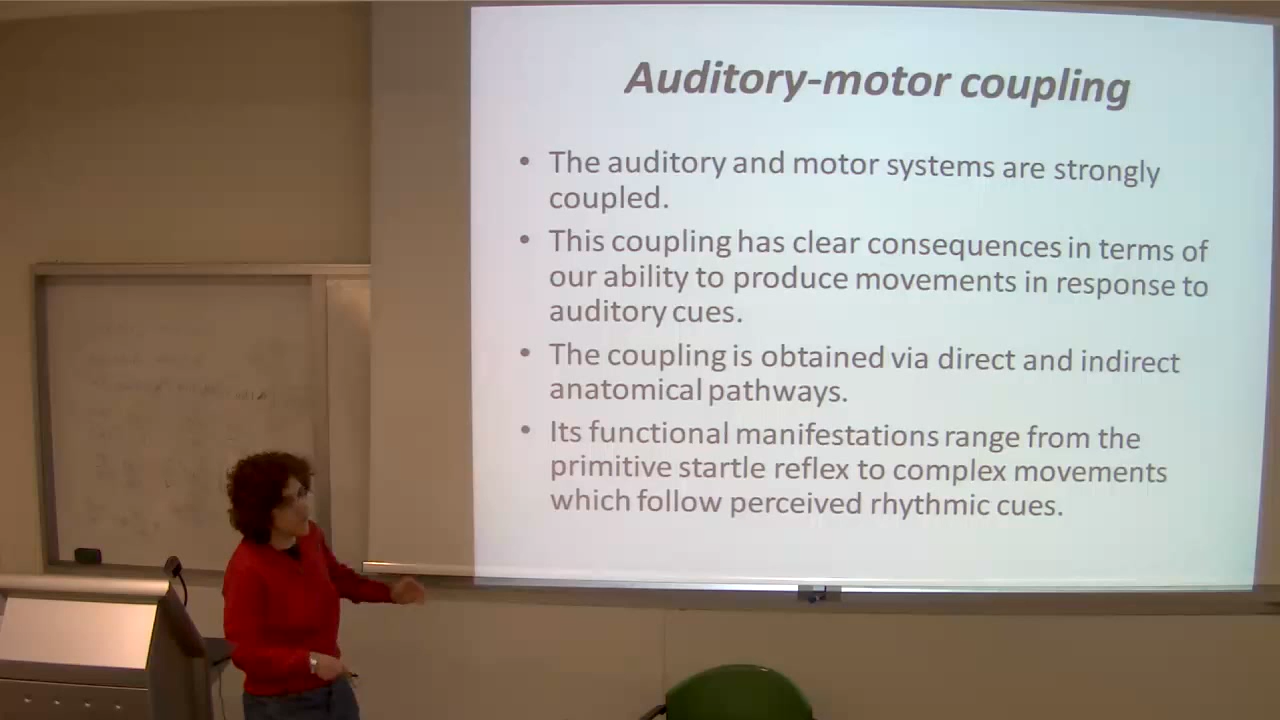 Auditory-motor coupling
• The auditory and motor systems are strongly
coupled.
• This coupling has clear consequences in terms of
our ability to produce movements in response to
auditory cues.
• The coupling is obtained via direct and indirect
anatomical pathways.
• Its functional manifestations range from the
primitive startle reflex to complex movements
which follow perceived rhythmic cues.